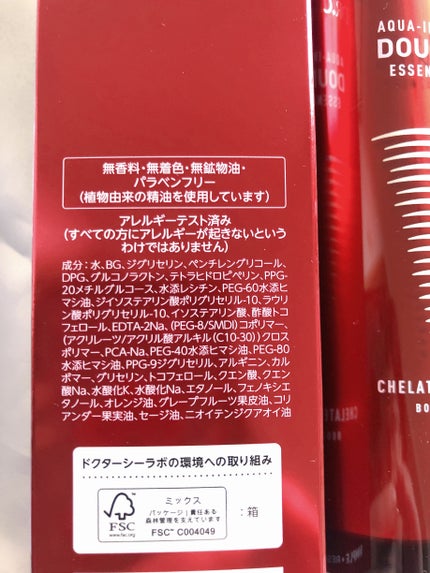 無香料・無着色・無鉱物油・
パラベンフリー
(植物由来の精油を使用しています)
アレルギーテスト済み
(すべての方にアレルギーが起きないという
わけではありません)
成分：水、BG、ジグリセリン、ペンチレングリコール、
DPG、グルコノラクトン、テトラヒドロピペリン、PPG-
20メチルグルコース、水添レシチン、PEG-60水添ヒ
マシ油、ジイソステアリン酸ポリグリセリル-10、ラウリ
ン酸ポリグリセリル-10、イソステアリン酸、酢酸トコ
フェロール、EDTA-2Na、(PEG-8/SMDI)コポリマー、
(アクリレーツ/アクリル酸アルキル(C10-30))クロス
ポリマー、PCA-Na、PEG-40水添ヒマシ油、PEG-80
水添ヒマシ油、PPG-9ジグリセリル、アルギニン、カル
ボマー、グリセリン、トコフェロール、クエン酸、クエン
酸Na、水酸化K、水酸化Na、エタノール、フェノキシエ
タノール、オレンジ油、グレープフルーツ果皮油、コリ
アンダー果実油、セージ油、ニオイテンジクアオイ油
ドクターシーラボの環境への取り組み
FSC
www.fsc.org
ミックス
パッケージ｜責任ある
森林管理を支えています
FSC™ C004049
：箱
AQUA-I
DOU
ESSEN
CHELAT
BO